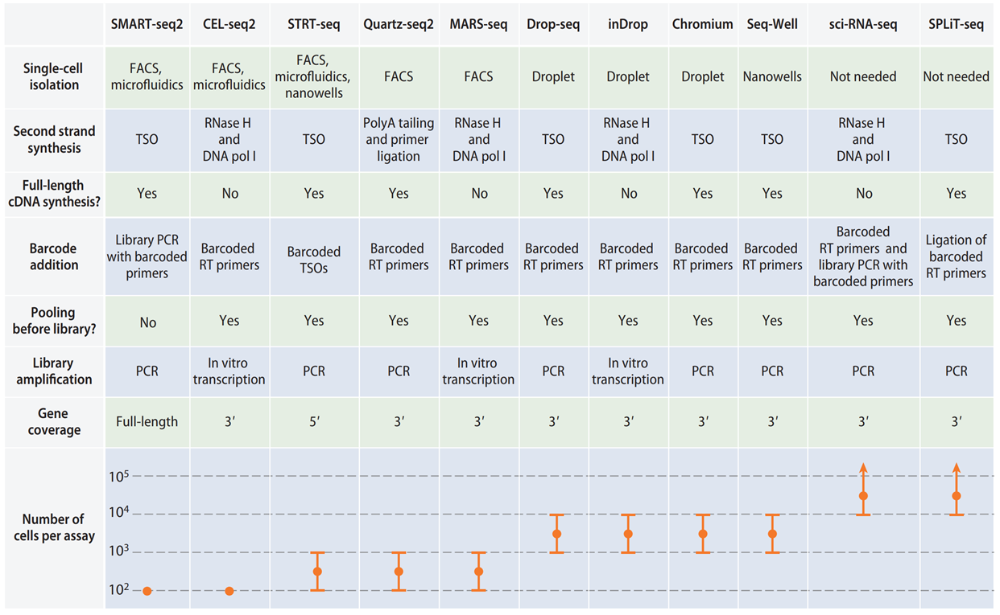 SMART-seq2 CEL-seq2 STRT-seq Quartz-seq2 MARS-seq Drop-seq inDrop Chromium Seq-Well sci-RNA-seq SPLiT-seq
Single-cell
isolation
FACS,
microfluidics
FACS,
microfluidics
FACS,
microfluidics,
nanowells
FACS
FACS
Droplet
Droplet
Droplet
Nanowells
Not needed
Not needed
Second strand
synthesis
TSO
RNase H
and
DNA pol I
TSO
PolyA tailing
and primer
ligation
RNase H
and
DNA pol I
TSO
RNase H
and
DNA pol I
TSO
TSO
RNase H
and
DNA pol I
TSO
Full-length
cDNA synthesis?
Yes
No
Yes
Yes
No
Yes
No
Yes
Yes
No
Yes
Barcode
addition
Library PCR
with barcoded
primers
Barcoded
RT primers
Barcoded
TSOs
Barcoded
RT primers
Barcoded
RT primers
Barcoded
RT primers
Barcoded
RT primers
Barcoded
RT primers
Barcoded
RT primers
Barcoded
RT primers and
library PCR with
barcoded primers
Ligation of
barcoded
RT primers
Pooling
before library?
No
Yes
Yes
Yes
Yes
Yes
Yes
Yes
Yes
Yes
Yes
Library
amplification
PCR
In vitro
transcription
PCR
PCR
In vitro
transcription
PCR
In vitro
transcription
PCR
PCR
PCR
PCR
Gene
coverage
Full-length
3′
5′
3′
3′
3′
3′
3′
3′
3′
3′
Number of
cells per assay
10⁵
10⁴
10³
10²